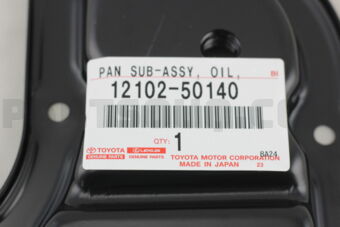 PAN SUB-ASSY, OIL,
BI
12102-50140
QTY:
1
TOYOTA
GENUINE PARTS
LEXUS
GENUINE PARTS
TOYOTA MOTOR CORPORATION
MADE IN JAPAN
23
8A24